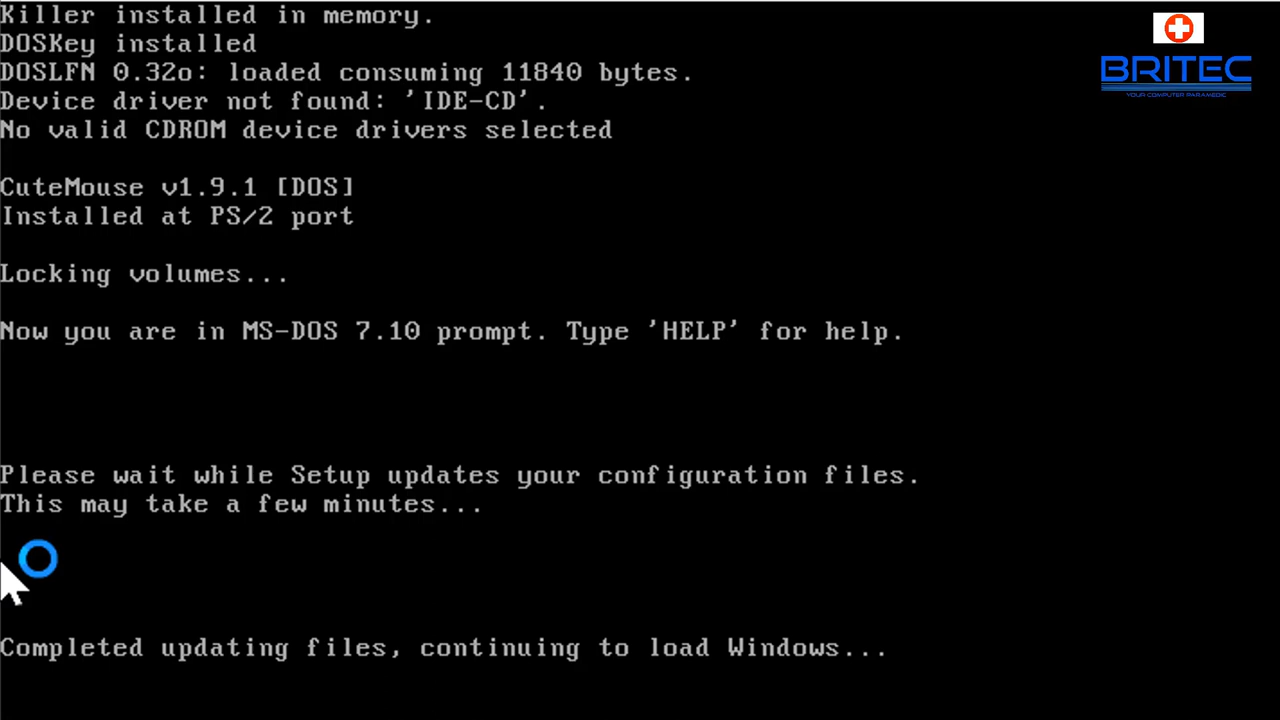 Killer installed in memory.
DOSKey installed
DOSLFN 0.32o: loaded consuming 11840 bytes.
Device driver not found: 'IDE-CD'.
No valid CDROM device drivers selected
CuteMouse v1.9.1 [DOS]
Installed at PS/2 port
Locking volumes...
Now you are in MS-DOS 7.10 prompt. Type 'HELP' for help.
Please wait while Setup updates your configuration files.
This may take a few minutes...
Completed updating files, continuing to load Windows...
BRITEC
YOUR COMPUTER PARAMEDIC